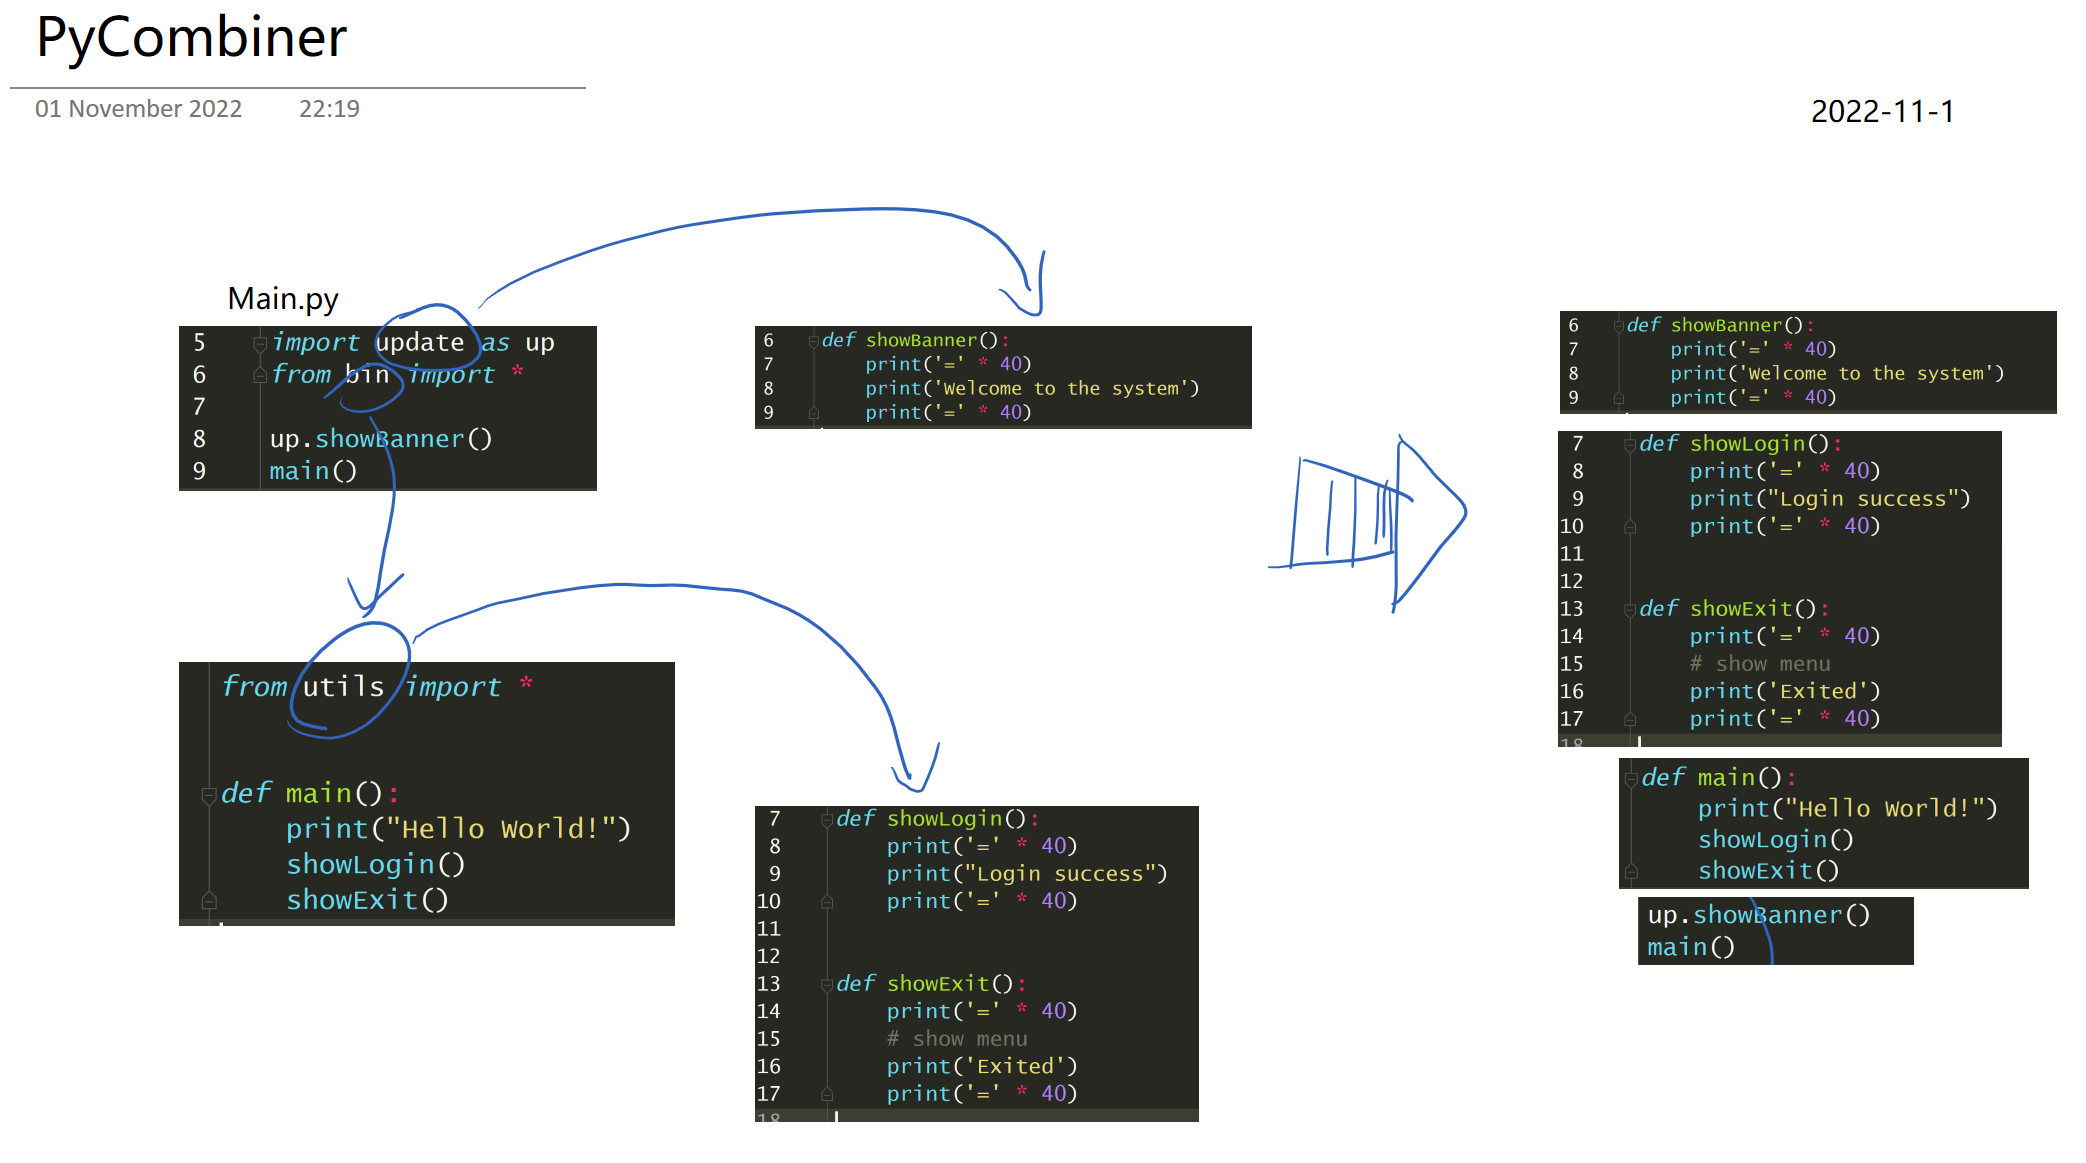 PyCombiner
01 November 2022 22:19
2022-11-1
Main.py
5 import update as up
6 from bin import *
7
8 up.showBanner()
9 main()
6 def showBanner():
7 print('=' * 40)
8 print('Welcome to the system')
9 print('=' * 40)
from utils import *
def main():
print("Hello World!")
showLogin()
showExit()
7 def showLogin():
8 print('=' * 40)
9 print("Login success")
10 print('=' * 40)
11
12
13 def showExit():
14 print('=' * 40)
15 # show menu
16 print('Exited')
17 print('=' * 40)
18
6 def showBanner():
7 print('=' * 40)
8 print('Welcome to the system')
9 print('=' * 40)
7 def showLogin():
8 print('=' * 40)
9 print("Login success")
10 print('=' * 40)
11
12
13 def showExit():
14 print('=' * 40)
15 # show menu
16 print('Exited')
17 print('=' * 40)
18
def main():
print("Hello World!")
showLogin()
showExit()
up.showBanner()
main()